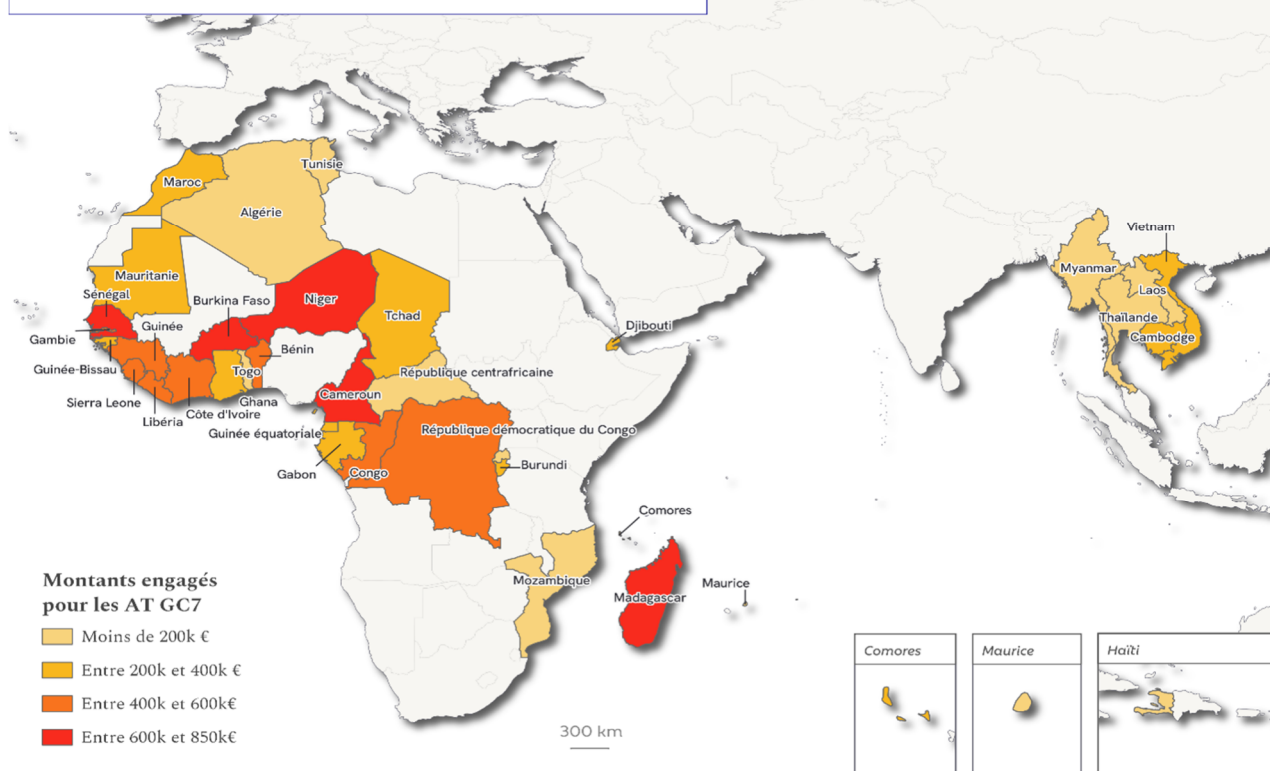 Tunisie
Maroc
Algérie
Vietnam
Mauritanie
Myanmar
Sénégal
Burkina Faso
Niger
Laos
Gambie
Guinée
Tchad
Djibouti
Thaïlande
Cambodge
Bénin
Guinée-Bissau
Togo
République centrafricaine
Cameroun
Sierra Leone
Ghana
Côte d'Ivoire
Libéria
Guinée équatoriale
République démocratique du Congo
Gabon
Congo
Burundi
Comores
Mozambique
Madagascar
Maurice
Montants engagés
pour les AT GC7
Moins de 200k €
Entre 200k et 400k €
Entre 400k et 600k€
Entre 600k et 850k€
300 km
Comores
Maurice
Haïti